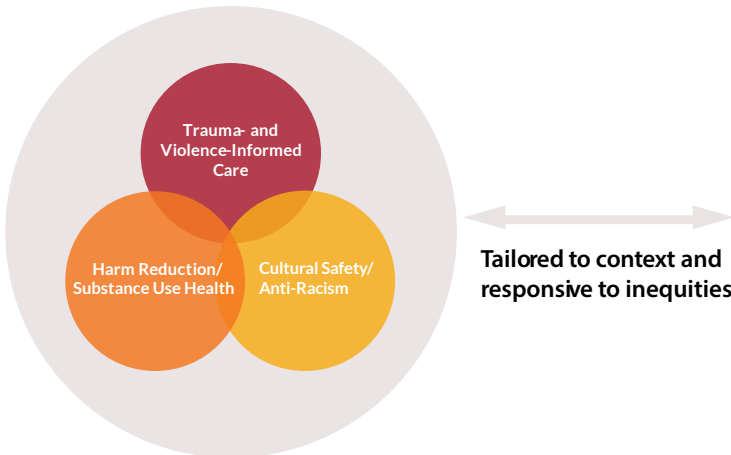 Trauma- and
Violence-Informed
Care
Harm Reduction/
Substance Use Health
Cultural Safety/
Anti-Racism
Tailored to context and
responsive to inequities